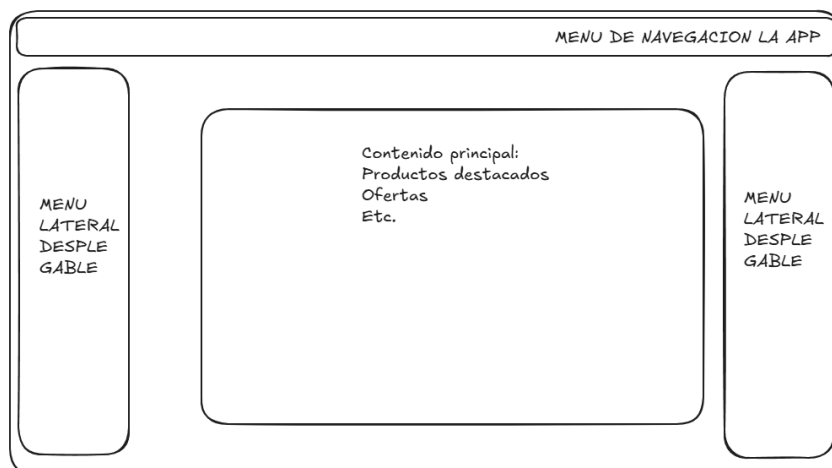 MENU DE NAVEGACION LA APP
MENU
LATERAL
DESPLE
GABLE
Contenido principal:
Productos destacados
Ofertas
Etc.
MENU
LATERAL
DESPLE
GABLE